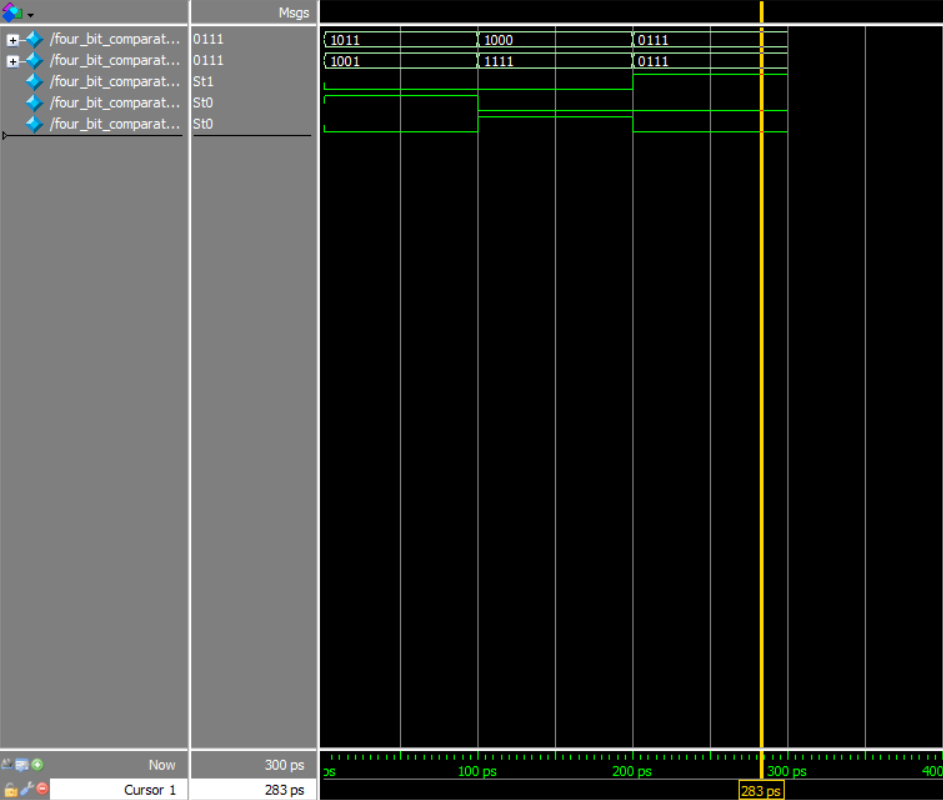 Msgs
/four_bit_comparat... 0111 1011 1000 0111
/four_bit_comparat... 0111 1001 1111 0111
/four_bit_comparat... St1
/four_bit_comparat... St0
/four_bit_comparat... St0
Now 300 ps ps 100 ps 200 ps 300 ps 400
Cursor 1 283 ps 283 ps